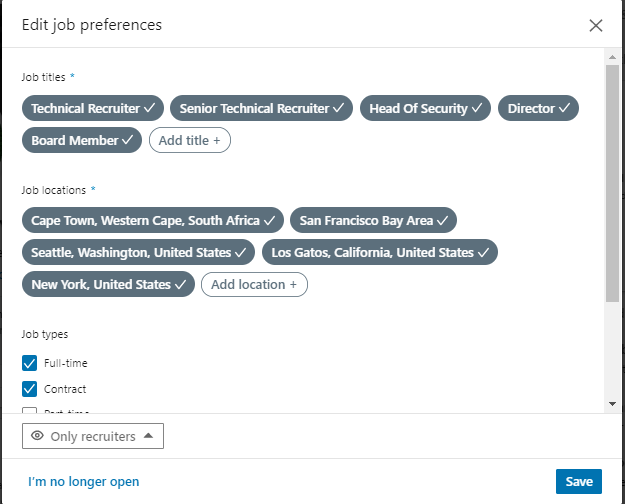 Edit job preferences
Job titles *
Technical Recruiter Senior Technical Recruiter Head Of Security Director
Board Member Add title +
Job locations *
Cape Town, Western Cape, South Africa San Francisco Bay Area
Seattle, Washington, United States Los Gatos, California, United States
New York, United States Add location +
Job types
Full-time
Contract
Part-time
Only recruiters
I'm no longer open Save